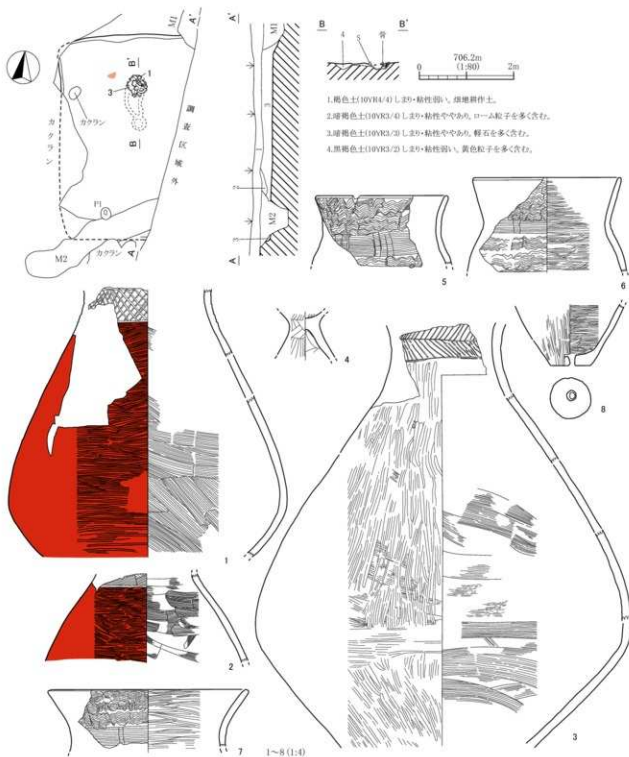 M1
A'
B'
1
3
B
カクラン
カクラン
調査区域外
P1
カクラン
M2
A
A'
M1
3
1
2
M2
3
A
B
B'
4
5
骨
706.2m
0
(1:80)
2m
1.褐色土(10YR4/4)しまり・粘性弱い。畑地耕作土。
2.暗褐色土(10YR3/4)しまり・粘性ややあり。ローム粒子を多く含む。
3.暗褐色土(10YR3/3)しまり・粘性ややあり。軽石を多く含む。
4.黒褐色土(10YR3/2)しまり・粘性弱い。黄色粒子を多く含む。
5
6
4
8
1
2
3
7
1～8 (1:4)